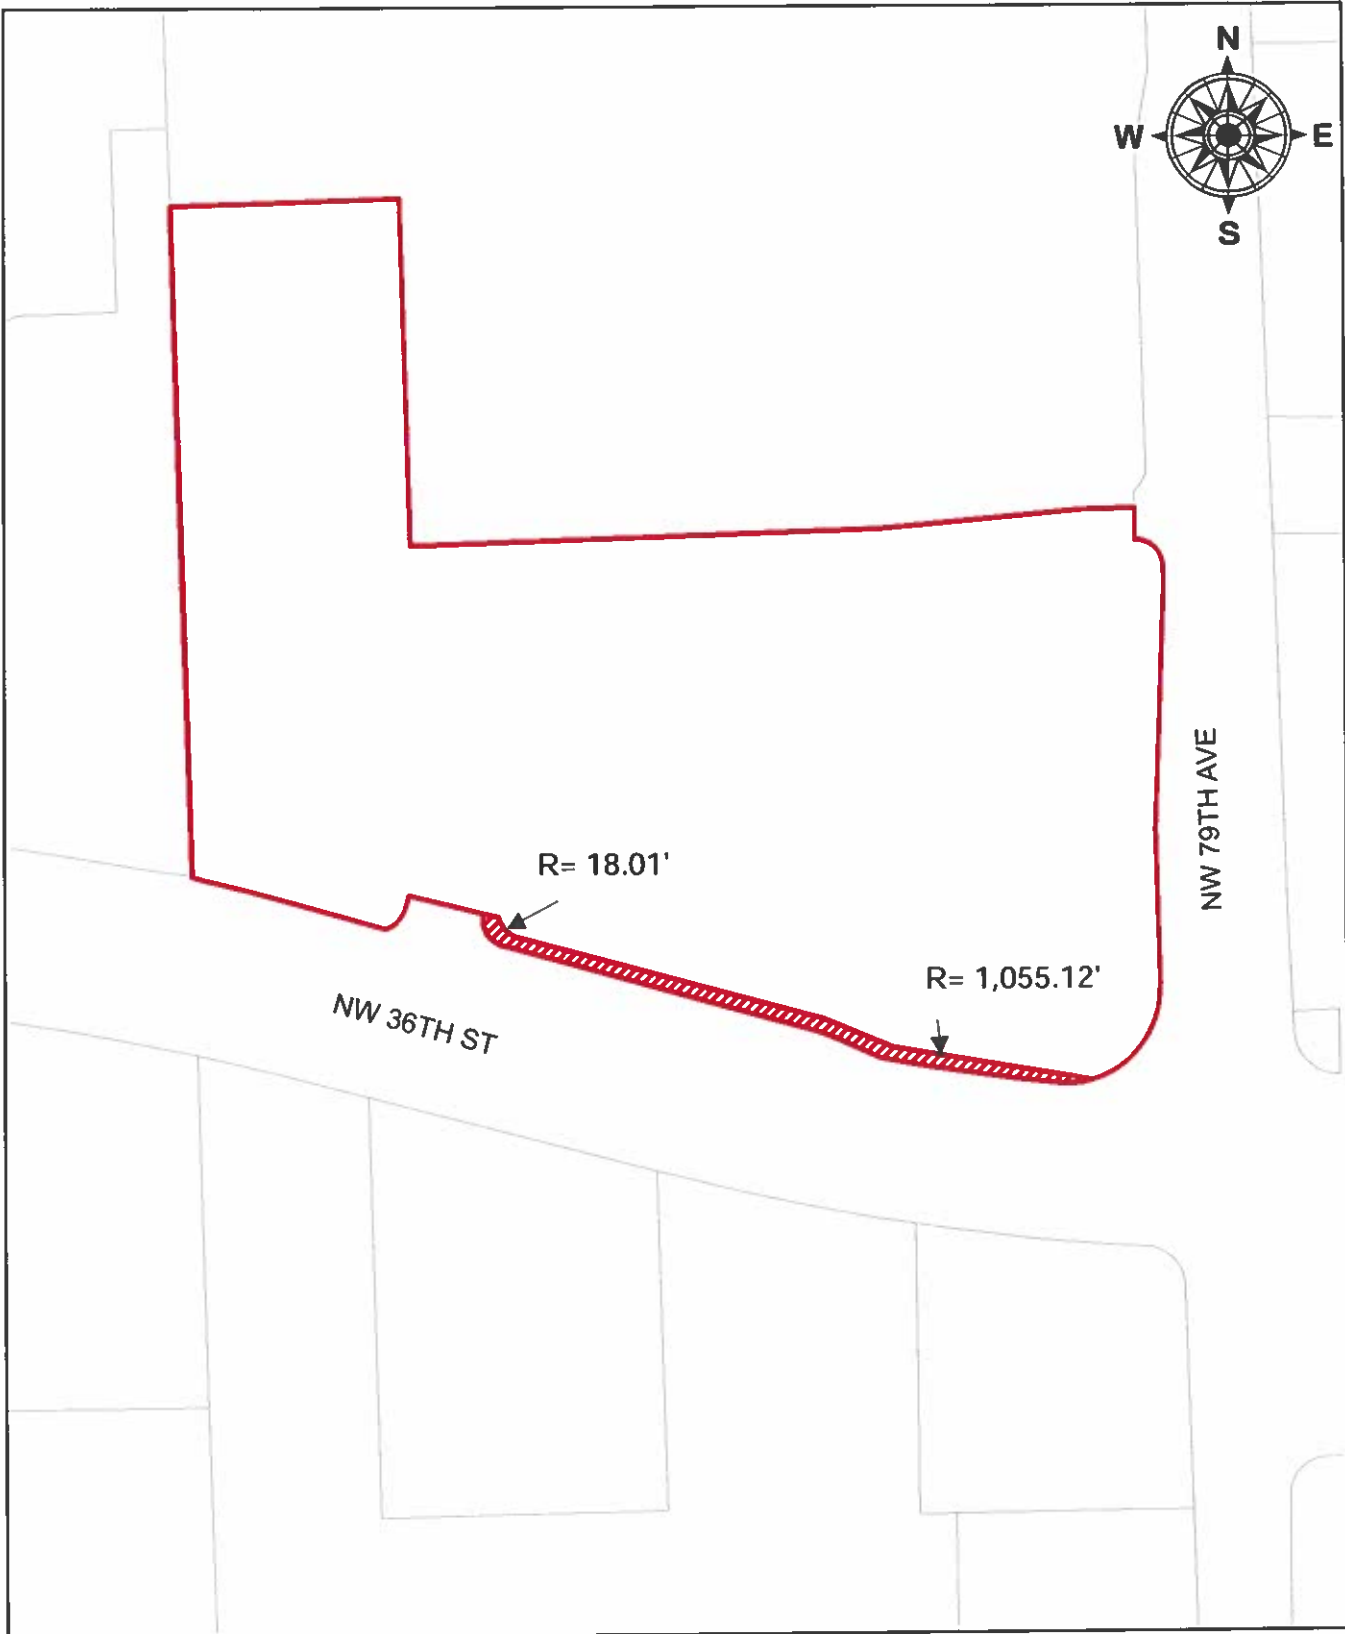 N
W E
S
NW 79TH AVE
R= 18.01'
R= 1,055.12'
NW 36TH ST